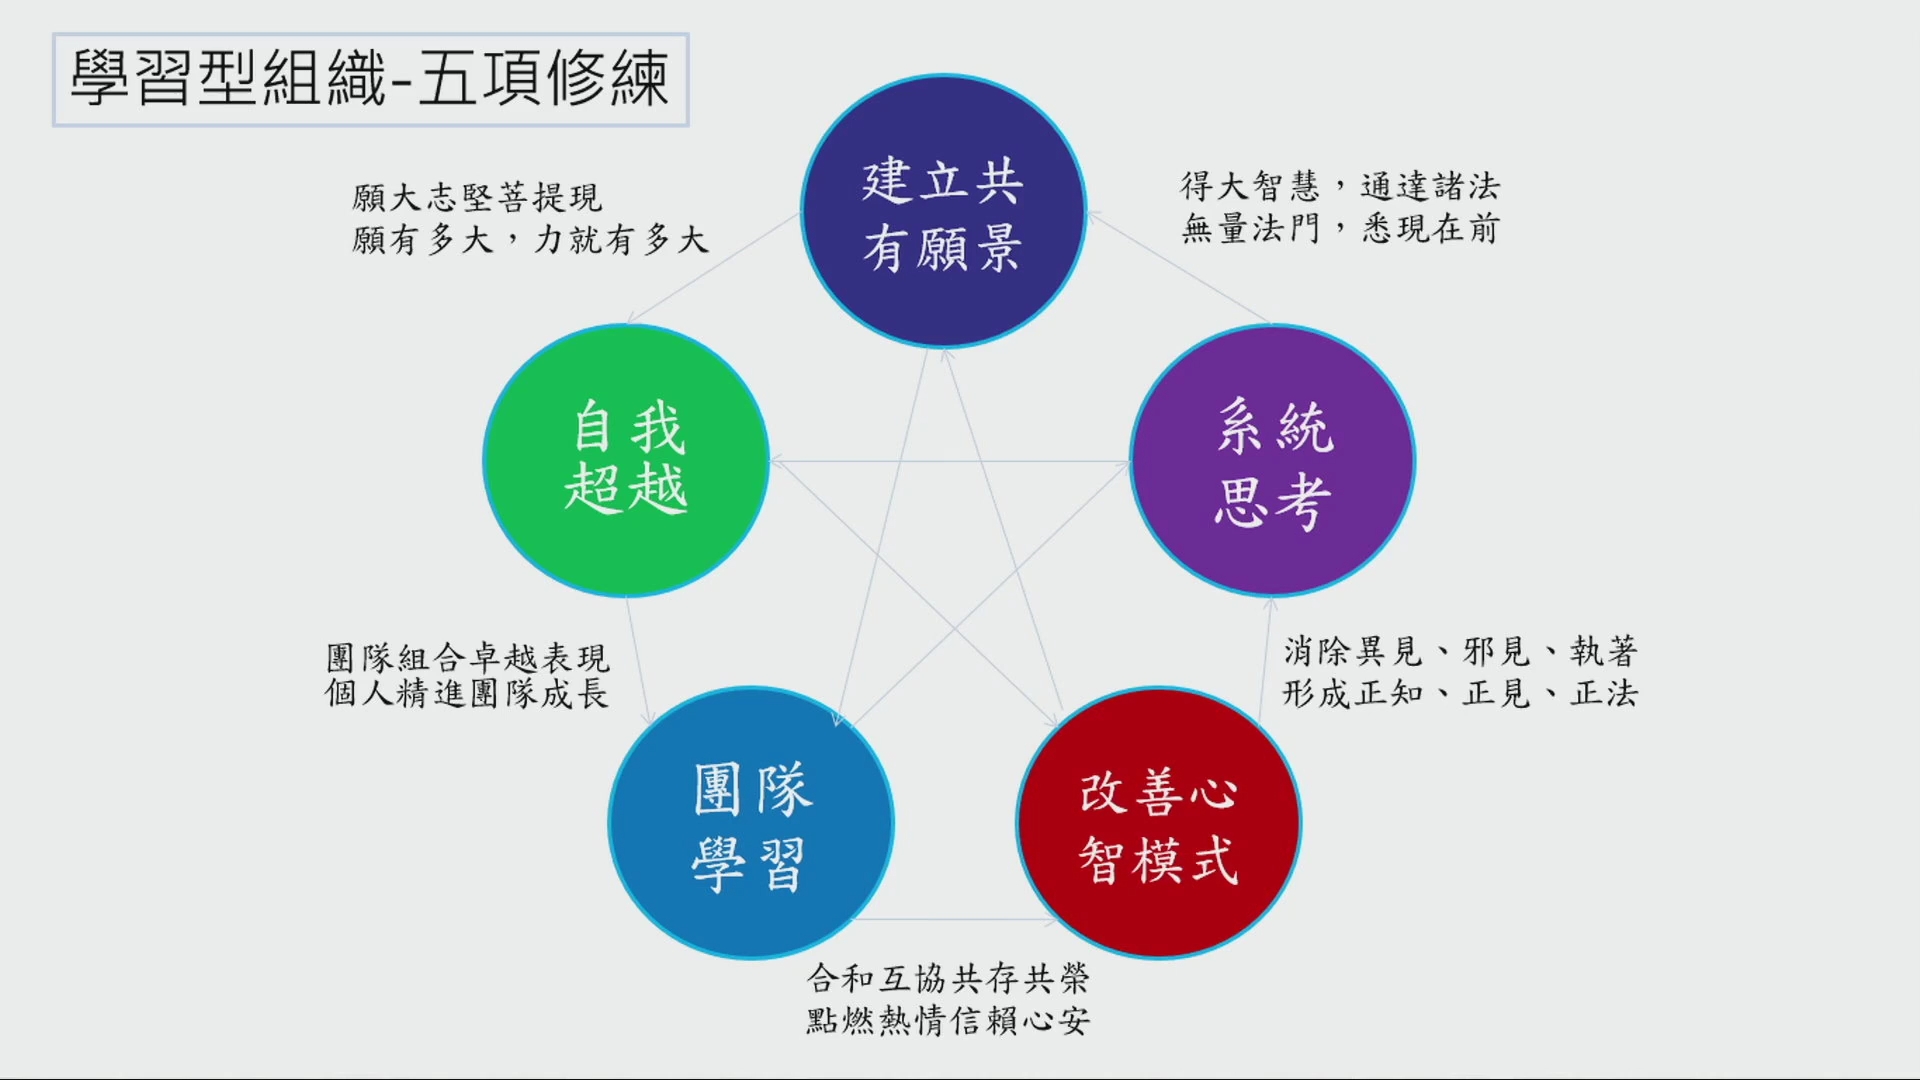 學習型組織-五項修練
建立共
有願景
願大志堅菩提現
願有多大，力就有多大
得大智慧，通達諸法
無量法門，悉現在前
自我
超越
系統
思考
團隊組合卓越表現
個人精進團隊成長
消除異見、邪見、執著
形成正知、正見、正法
團隊
學習
改善心
智模式
合和互協共存共榮
點燃熱情信賴心安